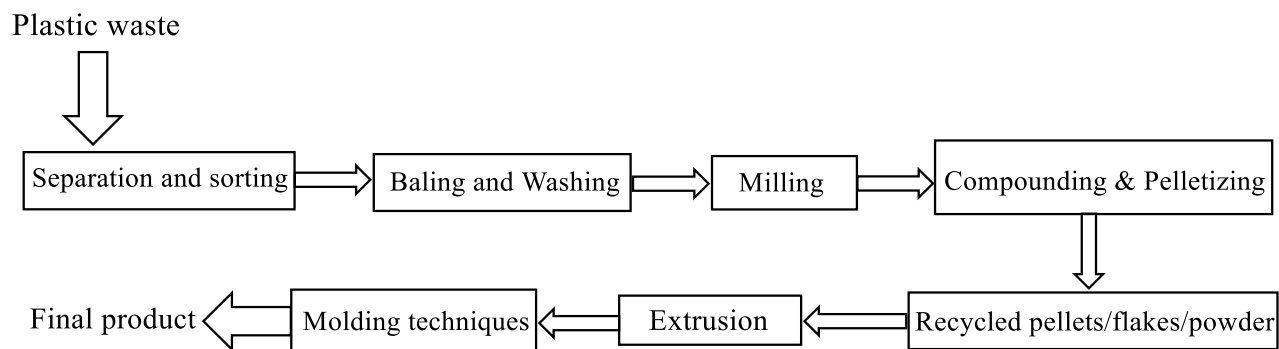 Plastic waste
Separation and sorting
Baling and Washing
Milling
Compounding & Pelletizing
Recycled pellets/flakes/powder
Extrusion
Molding techniques
Final product